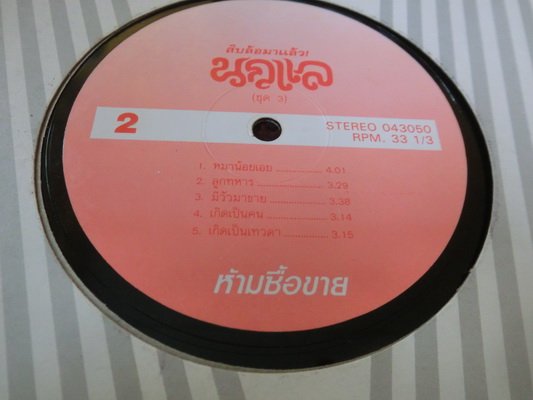 สิบล้อมาแล้ว!
นกแล
(ชุด ๖)
2
STEREO 043050
RPM. 33 1/3
1. หมาน้อยเอย ............... 4.01
2. ลูกทหาร ..................... 3.29
3. มีวัวมาขาย .................. 3.38
4. เกิดเป็นคน .................. 3.14
5. เกิดเป็นเทวดา .............. 3.15
ห้ามซื้อขาย